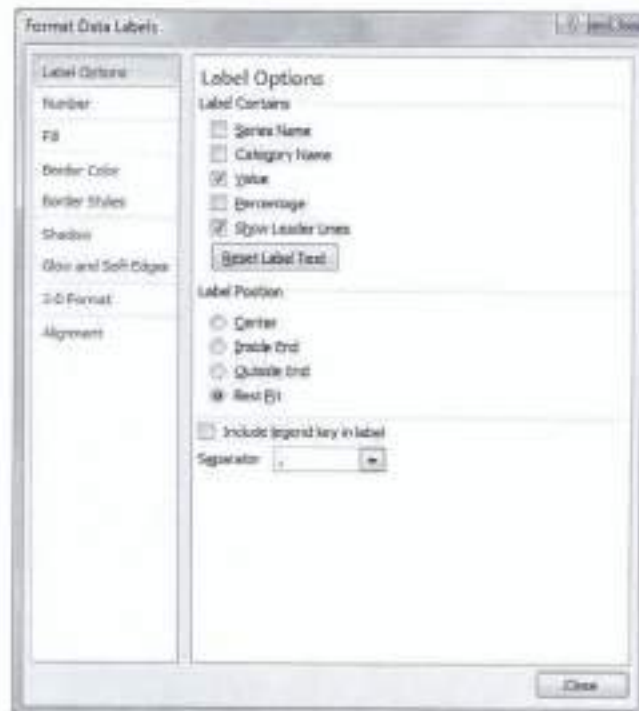 Format Data Labels
Label Options
Number
Fill
Border Color
Border Styles
Shadow
Glow and Soft Edges
3-D Format
Alignment
Label Options
Label Contains
Series Name
Category Name
Value
Percentage
Show Leader Lines
Reset Label Text
Label Position
Center
Inside End
Outside End
Best Fit
Include legend key in label
Separator ,
Close